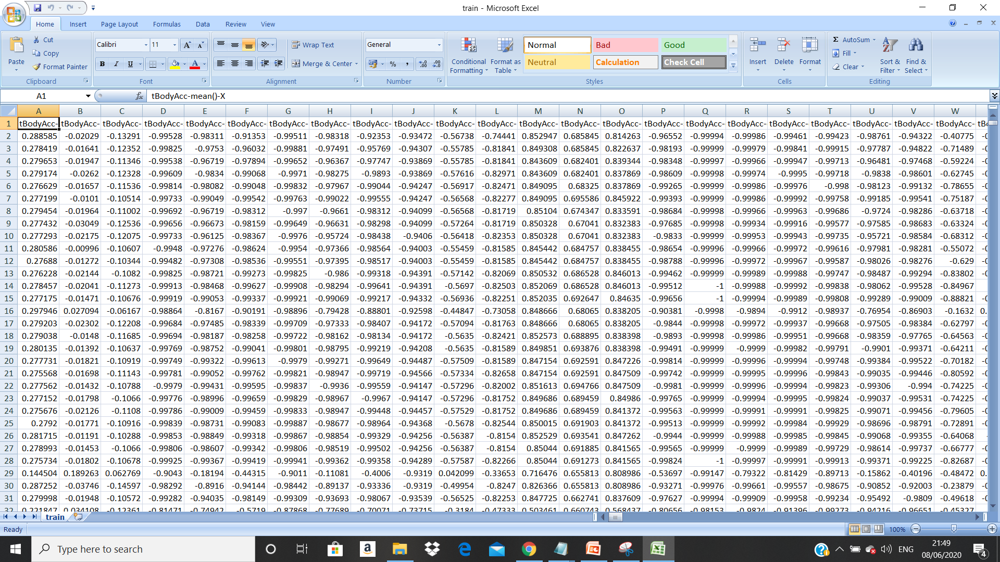 train - Microsoft Excel
Home Insert Page Layout Formulas Data Review View
Paste Cut Copy Format Painter Clipboard
Calibri 11 Font
Wrap Text Merge & Center Alignment
General Number
Conditional Formatting Format as Table Normal Bad Good Neutral Calculation Check Cell Styles
Insert Delete Format Cells
AutoSum Fill Clear Sort & Filter Find & Select Editing
A1 fx tBodyAcc-mean()-X
A B C D E F G H I J K L M N O P Q R S T U V W
1 tBodyAcc- tBodyAcc- tBodyAcc- tBodyAcc- tBodyAcc- tBodyAcc- tBodyAcc- tBodyAcc- tBodyAcc- tBodyAcc- tBodyAcc- tBodyAcc- tBodyAcc- tBodyAcc- tBodyAcc- tBodyAcc- tBodyAcc- tBodyAcc- tBodyAcc- tBodyAcc- tBodyAcc- tBodyAcc- tBodyAcc-
2 0.288585 -0.02029 -0.13291 -0.99528 -0.98311 -0.91353 -0.99511 -0.98318 -0.92353 -0.93472 -0.56738 -0.74441 0.852947 0.685845 0.814263 -0.96552 -0.99994 -0.99986 -0.99461 -0.99423 -0.98761 -0.94322 -0.40775
3 0.278419 -0.01641 -0.12352 -0.99825 -0.9753 -0.96032 -0.99881 -0.97491 -0.95769 -0.94307 -0.55785 -0.81841 0.849308 0.685845 0.822637 -0.98193 -0.99999 -0.99979 -0.99841 -0.99915 -0.97787 -0.94822 -0.71489
4 0.279653 -0.01947 -0.11346 -0.99538 -0.96719 -0.97894 -0.99652 -0.96367 -0.97747 -0.93869 -0.55785 -0.81841 0.843609 0.682401 0.839344 -0.98348 -0.99997 -0.99966 -0.99947 -0.99713 -0.96481 -0.97468 -0.59224
5 0.279174 -0.0262 -0.12328 -0.99609 -0.9834 -0.99068 -0.9971 -0.98275 -0.9893 -0.93869 -0.57616 -0.82971 0.843609 0.682401 0.837869 -0.98609 -0.99998 -0.99974 -0.9995 -0.99718 -0.9838 -0.98601 -0.62745
6 0.276629 -0.01657 -0.11536 -0.99814 -0.98082 -0.99048 -0.99832 -0.97967 -0.99044 -0.94247 -0.56917 -0.82471 0.849095 0.68325 0.837869 -0.99265 -0.99999 -0.99986 -0.99976 -0.998 -0.98123 -0.99132 -0.78655
7 0.277199 -0.0101 -0.10514 -0.99733 -0.99049 -0.99542 -0.99763 -0.99022 -0.99555 -0.94247 -0.56568 -0.82277 0.849095 0.695586 0.845922 -0.99393 -0.99999 -0.99986 -0.99992 -0.99758 -0.99185 -0.99541 -0.75187
8 0.279454 -0.01964 -0.11002 -0.99692 -0.96719 -0.98312 -0.997 -0.9661 -0.98312 -0.94099 -0.56568 -0.81719 0.85104 0.674347 0.833591 -0.98684 -0.99998 -0.99966 -0.99963 -0.99686 -0.9724 -0.98286 -0.63718
9 0.277432 -0.03049 -0.12536 -0.99656 -0.96673 -0.98159 -0.99649 -0.96631 -0.98298 -0.94099 -0.57264 -0.81719 0.850328 0.67041 0.832383 -0.97685 -0.99998 -0.99934 -0.99916 -0.99577 -0.97585 -0.98683 -0.63324
10 0.277293 -0.02175 -0.12075 -0.99733 -0.96125 -0.98367 -0.9976 -0.95724 -0.98438 -0.9406 -0.56418 -0.82353 0.850328 0.67041 0.832383 -0.9833 -0.99999 -0.99953 -0.99943 -0.99735 -0.95721 -0.98584 -0.68312
11 0.280586 -0.00996 -0.10607 -0.9948 -0.97276 -0.98624 -0.9954 -0.97366 -0.98564 -0.94003 -0.55459 -0.81585 0.845442 0.684757 0.838455 -0.98654 -0.99996 -0.99966 -0.99972 -0.99616 -0.97981 -0.98281 -0.55072
12 0.27688 -0.01272 -0.10344 -0.99482 -0.97308 -0.98536 -0.99551 -0.97395 -0.98517 -0.94003 -0.55459 -0.81585 0.845442 0.684757 0.838455 -0.98788 -0.99996 -0.99972 -0.99967 -0.99587 -0.98026 -0.98276 -0.629
13 0.276228 -0.02144 -0.1082 -0.99825 -0.98721 -0.99273 -0.99825 -0.986 -0.99318 -0.94391 -0.57142 -0.82069 0.850532 0.686528 0.846013 -0.99462 -0.99999 -0.99989 -0.99988 -0.99747 -0.98487 -0.99294 -0.83802
14 0.278457 -0.02041 -0.11273 -0.99913 -0.98468 -0.99627 -0.99908 -0.98294 -0.99641 -0.94391 -0.5697 -0.82503 0.852069 0.686528 0.846013 -0.99512 -1 -0.99988 -0.99992 -0.99838 -0.98062 -0.99528 -0.84967
15 0.277175 -0.01471 -0.10676 -0.99919 -0.99053 -0.99337 -0.99921 -0.99069 -0.99217 -0.94332 -0.56936 -0.82251 0.852035 0.692647 0.84635 -0.99656 -1 -0.99994 -0.99989 -0.99808 -0.99289 -0.99009 -0.88821
16 0.297946 0.027094 -0.06167 -0.98864 -0.8167 -0.90191 -0.98896 -0.79428 -0.88801 -0.92598 -0.44847 -0.73058 0.848666 0.68065 0.838205 -0.90381 -0.9998 -0.9894 -0.9912 -0.98937 -0.76954 -0.86903 -0.1632
17 0.279203 -0.02302 -0.12208 -0.99684 -0.97485 -0.98339 -0.99709 -0.97333 -0.98407 -0.94172 -0.57094 -0.81763 0.848666 0.68065 0.838205 -0.9844 -0.99998 -0.99972 -0.99937 -0.99668 -0.97505 -0.98384 -0.62797
18 0.279038 -0.0148 -0.11685 -0.99694 -0.98187 -0.98258 -0.99722 -0.98162 -0.98134 -0.94172 -0.5635 -0.82421 0.852573 0.688895 0.838398 -0.9893 -0.99998 -0.99986 -0.99951 -0.99668 -0.98359 -0.97765 -0.64563
19 0.280135 -0.01392 -0.10637 -0.99769 -0.98752 -0.99041 -0.99801 -0.98795 -0.99219 -0.94208 -0.5635 -0.81589 0.849851 0.693876 0.838398 -0.99491 -0.99999 -0.9999 -0.99982 -0.99791 -0.9901 -0.99371 -0.64211
20 0.277731 -0.01821 -0.10919 -0.99749 -0.99322 -0.99613 -0.9979 -0.99271 -0.99649 -0.94487 -0.57509 -0.81589 0.847154 0.692591 0.847226 -0.99814 -0.99999 -0.99996 -0.99994 -0.99748 -0.99384 -0.99522 -0.70182
21 0.275568 -0.01698 -0.11143 -0.99781 -0.99052 -0.99762 -0.99821 -0.98947 -0.99719 -0.94566 -0.57334 -0.82658 0.847154 0.692591 0.847509 -0.99742 -0.99999 -0.99995 -0.99996 -0.99843 -0.99035 -0.99446 -0.80592
22 0.277562 -0.01432 -0.10788 -0.9979 -0.99431 -0.99595 -0.99837 -0.9936 -0.99559 -0.94147 -0.57296 -0.82002 0.851613 0.694766 0.847509 -0.9981 -0.99999 -0.99996 -0.99994 -0.99823 -0.99306 -0.994 -0.74225
23 0.277152 -0.01798 -0.1066 -0.99776 -0.98996 -0.99659 -0.99829 -0.98967 -0.9967 -0.94147 -0.57296 -0.81752 0.849686 0.689459 0.84986 -0.99765 -0.99999 -0.99994 -0.99995 -0.99824 -0.99037 -0.99531 -0.74225
24 0.275676 -0.02126 -0.1108 -0.99786 -0.99009 -0.99459 -0.99833 -0.98947 -0.99448 -0.94457 -0.57529 -0.81752 0.849686 0.689459 0.841372 -0.99563 -0.99999 -0.99991 -0.99991 -0.99825 -0.99071 -0.99456 -0.79605
25 0.2792 -0.01771 -0.10916 -0.99839 -0.98731 -0.99083 -0.99887 -0.98677 -0.98964 -0.94368 -0.5678 -0.82544 0.850015 0.691903 0.841372 -0.99513 -0.99999 -0.99992 -0.99984 -0.99929 -0.98696 -0.98791 -0.72891
26 0.281715 -0.01191 -0.10288 -0.99853 -0.98849 -0.99318 -0.99867 -0.98854 -0.99329 -0.94256 -0.56387 -0.8154 0.852529 0.693541 0.847262 -0.9944 -0.99999 -0.99988 -0.99985 -0.99845 -0.99068 -0.99355 -0.64068
27 0.278993 -0.01453 -0.1066 -0.99806 -0.98607 -0.99342 -0.99806 -0.98519 -0.99502 -0.94256 -0.56387 -0.8154 0.85044 0.691885 0.841565 -0.99565 -0.99999 -0.9999 -0.99989 -0.99729 -0.98614 -0.99737 -0.66777
28 0.275734 -0.01802 -0.10678 -0.99925 -0.99367 -0.99419 -0.99941 -0.99362 -0.99358 -0.94289 -0.57587 -0.82266 0.85044 0.691273 0.841565 -0.99824 -1 -0.99997 -0.99991 -0.99913 -0.99371 -0.99225 -0.82687
29 0.144504 0.189263 0.062769 -0.9043 -0.18194 -0.44315 -0.9011 -0.11081 -0.4006 -0.9319 0.042099 -0.33653 0.716476 0.655813 0.808986 -0.53697 -0.99147 -0.79322 -0.81429 -0.89713 -0.15862 -0.40196 -0.48472
30 0.287252 -0.03746 -0.14597 -0.98292 -0.8916 -0.94144 -0.98442 -0.89137 -0.93336 -0.9319 -0.49954 -0.8247 0.826366 0.655813 0.808986 -0.93271 -0.99976 -0.99661 -0.99557 -0.98675 -0.90852 -0.92003 -0.23879
31 0.279998 -0.01948 -0.10572 -0.99282 -0.94035 -0.98149 -0.99309 -0.93693 -0.98067 -0.93539 -0.56525 -0.82253 0.847725 0.662741 0.837609 -0.97627 -0.99994 -0.99909 -0.99958 -0.99234 -0.95492 -0.9809 -0.49618
32 0.221847 0.034108 -0.12361 -0.81471 -0.74942 -0.5719 -0.87868 -0.77689 -0.70071 -0.73715 -0.3184 -0.47333 0.503461 0.660743 0.568437 -0.80656 -0.98153 -0.9824 -0.91396 -0.99273 -0.94216 -0.96651 -0.45327
train
Ready 100%
Type here to search ENG 21:49
08/06/2020 4